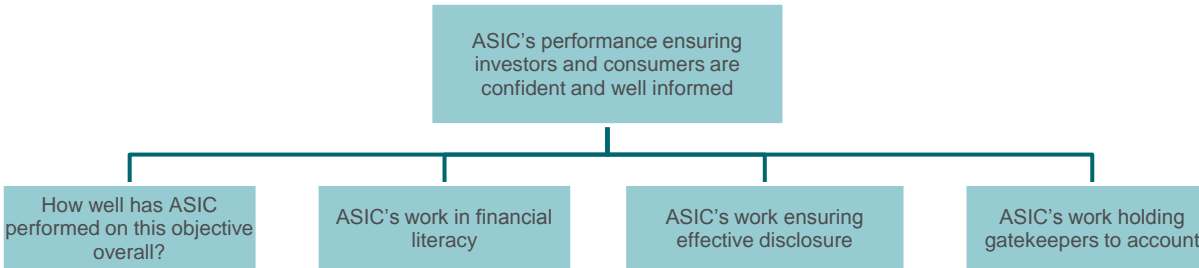 ASIC’s performance ensuring
investors and consumers are
confident and well informed
How well has ASIC
performed on this objective
overall?
ASIC’s work in financial
literacy
ASIC’s work ensuring
effective disclosure
ASIC’s work holding
gatekeepers to account